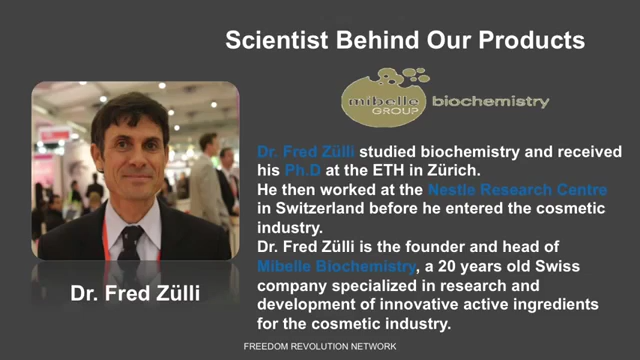 Scientist Behind Our Products
mibelle
GROUP
biochemistry
Dr. Fred Zülli studied biochemistry and received
his Ph.D at the ETH in Zürich.
He then worked at the Nestle Research Centre
in Switzerland before he entered the cosmetic
industry.
Dr. Fred Zülli is the founder and head of
Mibelle Biochemistry, a 20 years old Swiss
company specialized in research and
development of innovative active ingredients
for the cosmetic industry.
Dr. Fred Zülli
FREEDOM REVOLUTION NETWORK